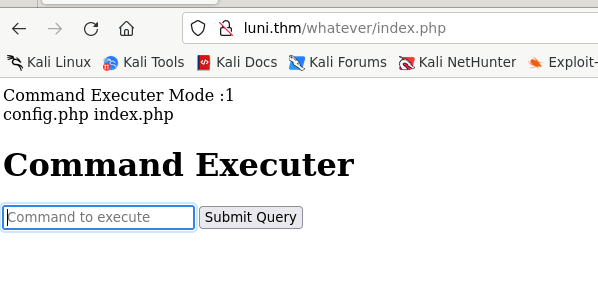 luni.thm/whatever/index.php
Kali Linux Kali Tools Kali Docs Kali Forums Kali NetHunter Exploit-
Command Executer Mode :1
config.php index.php
Command Executer
Command to execute Submit Query